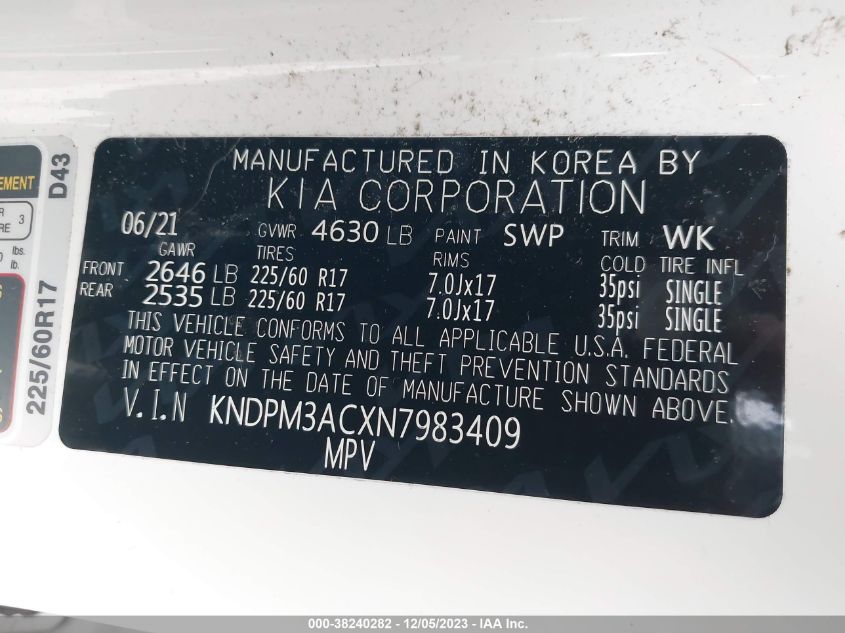 MANUFACTURED IN KOREA BY
KIA CORPORATION
06/21 GVWR 4630 LB PAINT SWP TRIM WK
GAWR TIRES RIMS COLD TIRE INFL
FRONT 2646 LB 225/60 R17 7.0Jx17 35psi SINGLE
REAR 2535 LB 225/60 R17 7.0Jx17 35psi SINGLE
THIS VEHICLE CONFORMS TO ALL APPLICABLE U.S.A. FEDERAL
MOTOR VEHICLE SAFETY AND THEFT PREVENTION STANDARDS
IN EFFECT ON THE DATE OF MANUFACTURE SHOWN ABOVE.
V.I.N KNDPM3ACXN7983409
MPV
D43
225/60R17
3
lbs.
lb.
000-38240282 - 12/05/2023 - IAA Inc.